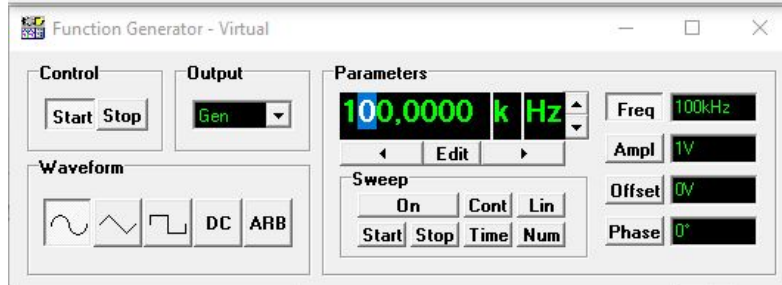 Function Generator - Virtual
Control
Start Stop
Output
Gen
Waveform
DC ARB
Parameters
100,0000 k Hz
Edit
Sweep
On Cont Lin
Start Stop Time Num
Freq 100kHz
Ampl 1V
Offset 0V
Phase 0°